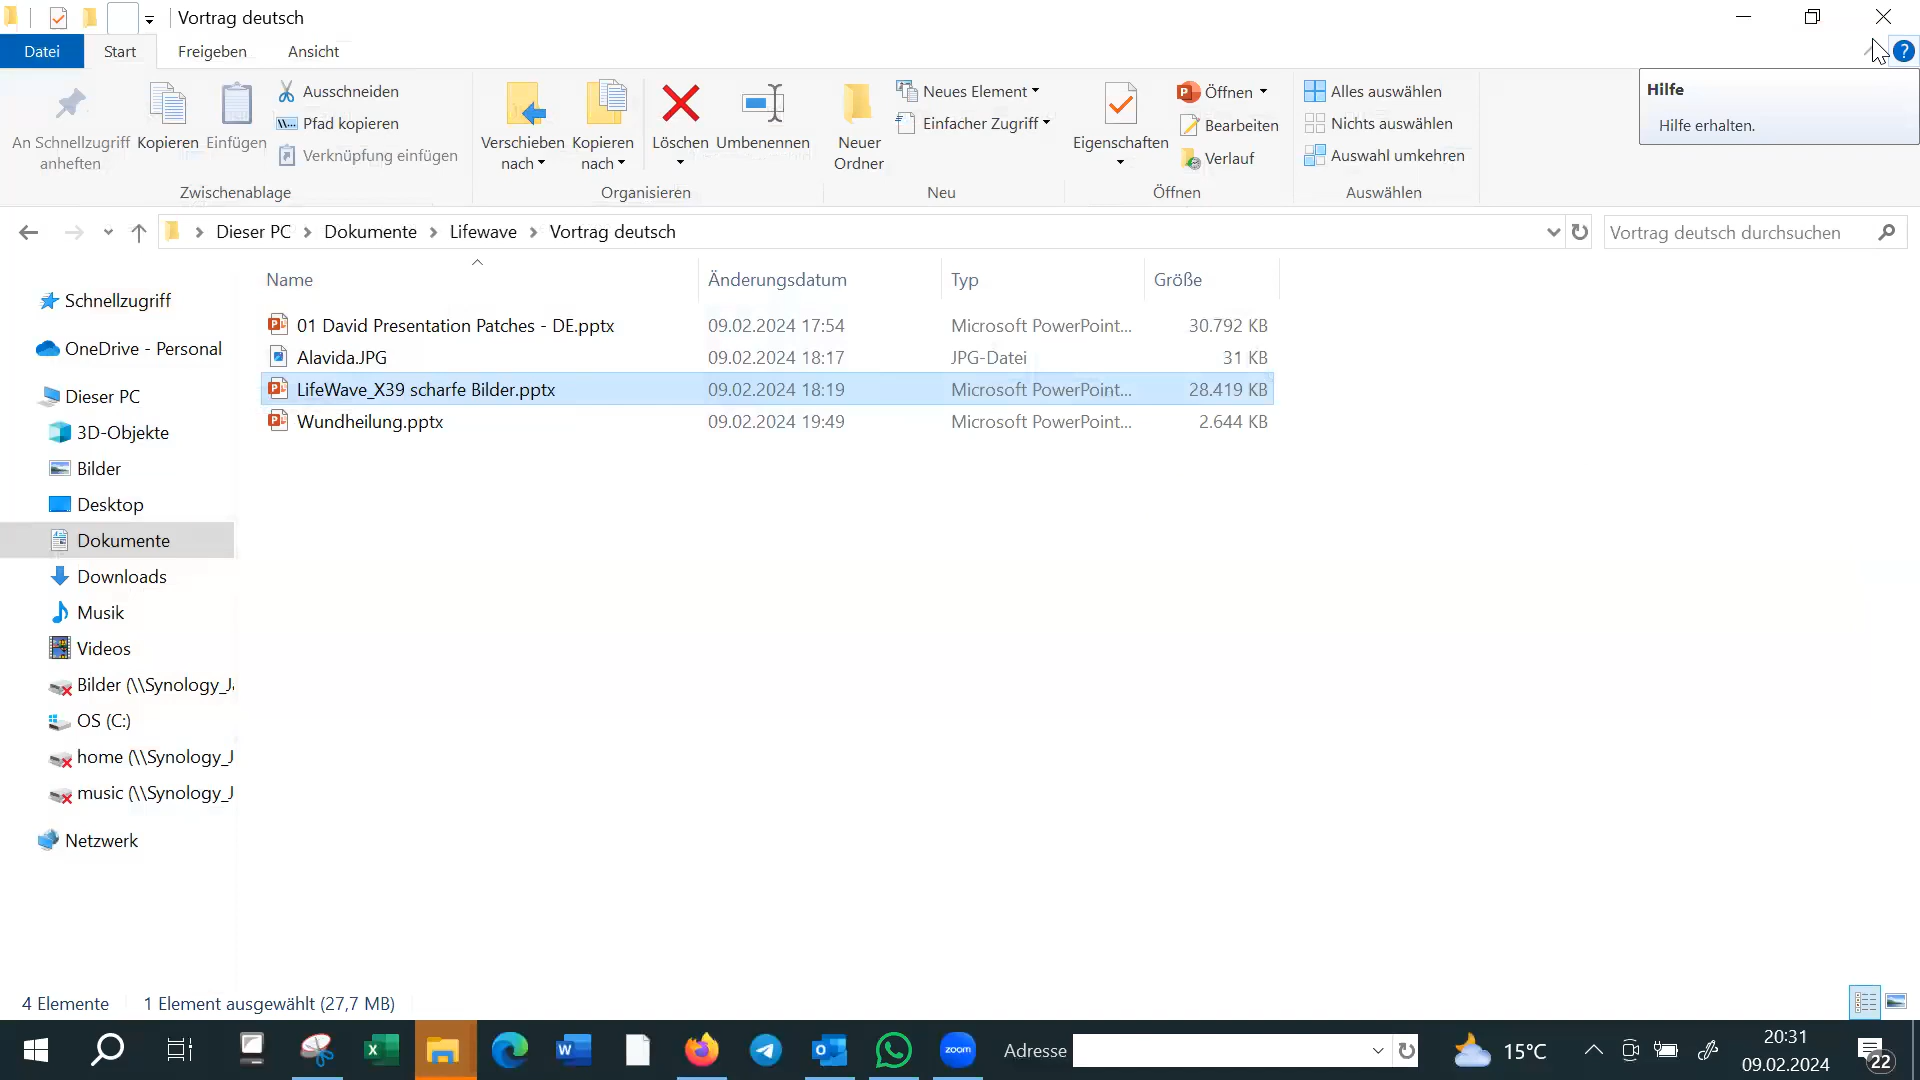 Vortrag deutsch
Datei Start Freigeben Ansicht
An Schnellzugriff anheften
Kopieren
Einfügen
Ausschneiden
Pfad kopieren
Verknüpfung einfügen
Zwischenablage
Verschieben nach
Kopieren nach
Löschen
Umbenennen
Organisieren
Neuer Ordner
Neues Element
Einfacher Zugriff
Neu
Eigenschaften
Öffnen
Bearbeiten
Verlauf
Öffnen
Alles auswählen
Nichts auswählen
Auswahl umkehren
Auswählen
Hilfe
Hilfe erhalten.
Dieser PC Dokumente Lifewave Vortrag deutsch
Vortrag deutsch durchsuchen
Name Änderungsdatum Typ Größe
01 David Presentation Patches - DE.pptx 09.02.2024 17:54 Microsoft PowerPoint... 30.792 KB
Alavida.JPG 09.02.2024 18:17 JPG-Datei 31 KB
LifeWave_X39 scharfe Bilder.pptx 09.02.2024 18:19 Microsoft PowerPoint... 28.419 KB
Wundheilung.pptx 09.02.2024 19:49 Microsoft PowerPoint... 2.644 KB
Schnellzugriff
OneDrive - Personal
Dieser PC
3D-Objekte
Bilder
Desktop
Dokumente
Downloads
Musik
Videos
Bilder (\\Synology_Ja
OS (C:)
home (\\Synology_J
music (\\Synology_J
Netzwerk
4 Elemente 1 Element ausgewählt (27,7 MB)
zoom
Adresse
15°C
20:31
09.02.2024
22